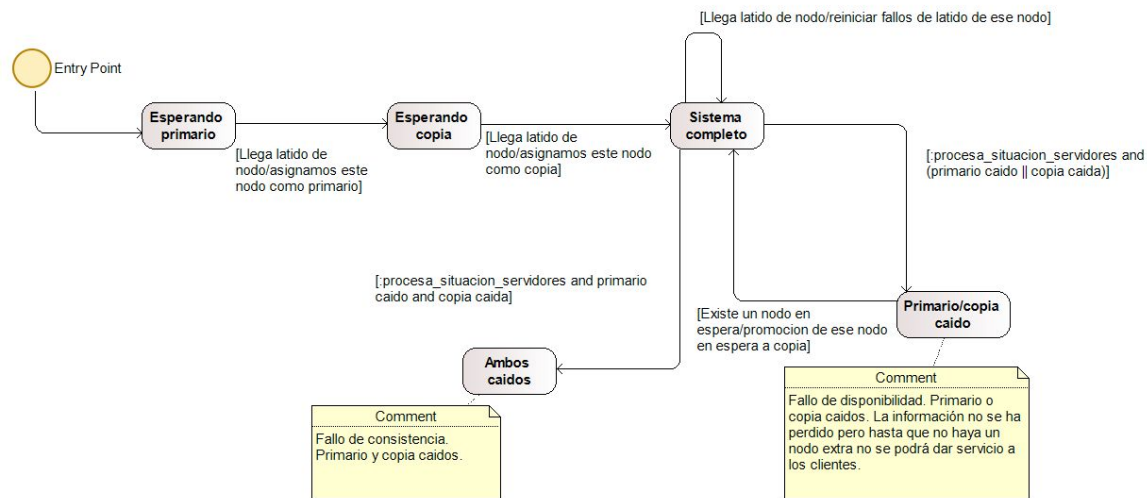 [Llega latido de nodo/reiniciar fallos de latido de ese nodo]
Entry Point
Esperando
primario
Esperando
copia
Sistema
completo
[Llega latido de
nodo/asignamos este
nodo como primario]
[Llega latido de
nodo/asignamos este nodo
como copia]
[:procesa_situacion_servidores and
(primario caido || copia caida)]
[:procesa_situacion_servidores and primario
caido and copia caida]
[Existe un nodo en
espera/promocion de ese nodo
en espera a copia]
Primario/copia
caido
Ambos
caidos
Comment
Fallo de consistencia.
Primario y copia caidos.
Comment
Fallo de disponibilidad. Primario o
copia caidos. La información no se ha
perdido pero hasta que no haya un
nodo extra no se podrá dar servicio a
los clientes.